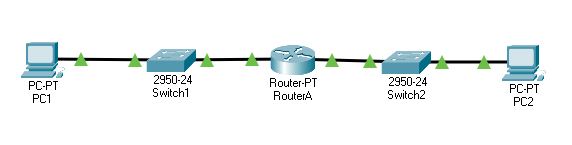 PC-PT
PC1
2950-24
Switch1
Router-PT
RouterA
2950-24
Switch2
PC-PT
PC2